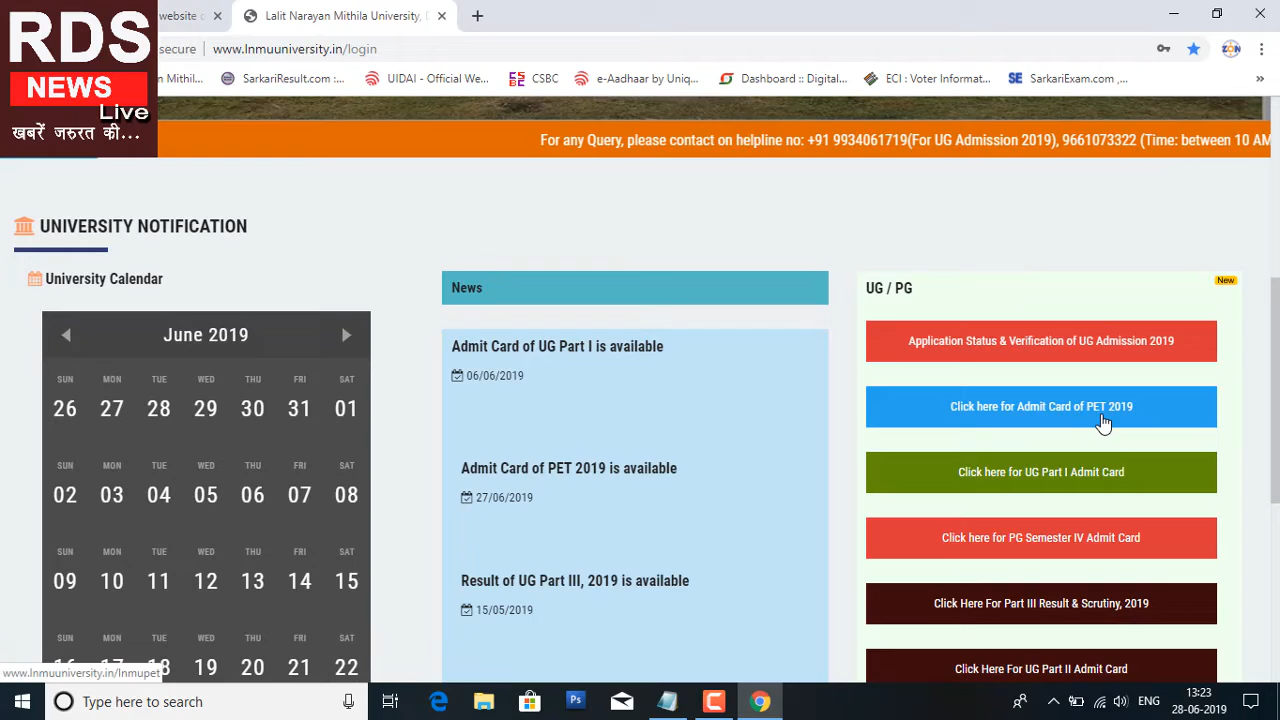 RDS
NEWS
Live
खबरें जरुरत की...
website o
Lalit Narayan Mithila University, D
secure
www.lnmuuniversity.in/login
m Mithil...
SarkariResult.com :...
UIDAI - Official We...
CSBC
e-Aadhaar by Uniq...
Dashboard :: Digital...
ECI : Voter Informat...
SarkariExam.com ,...
»
For any Query, please contact on helpline no: +91 9934061719(For UG Admission 2019), 9661073322 (Time: between 10 AM
UNIVERSITY NOTIFICATION
University Calendar
June 2019
SUN MON TUE WED THU FRI SAT
26 27 28 29 30 31 01
SUN MON TUE WED THU FRI SAT
02 03 04 05 06 07 08
SUN MON TUE WED THU FRI SAT
09 10 11 12 13 14 15
SUN MON TUE WED THU FRI SAT
16 17 18 19 20 21 22
News
Admit Card of UG Part I is available
06/06/2019
Admit Card of PET 2019 is available
27/06/2019
Result of UG Part III, 2019 is available
15/05/2019
New
UG / PG
Application Status & Verification of UG Admission 2019
Click here for Admit Card of PET 2019
Click here for UG Part I Admit Card
Click here for PG Semester IV Admit Card
Click Here For Part III Result & Scrutiny, 2019
Click Here For UG Part II Admit Card
www.lnmuuniversity.in/lnmupet
Type here to search
Ps
ENG
13:23
28-06-2019